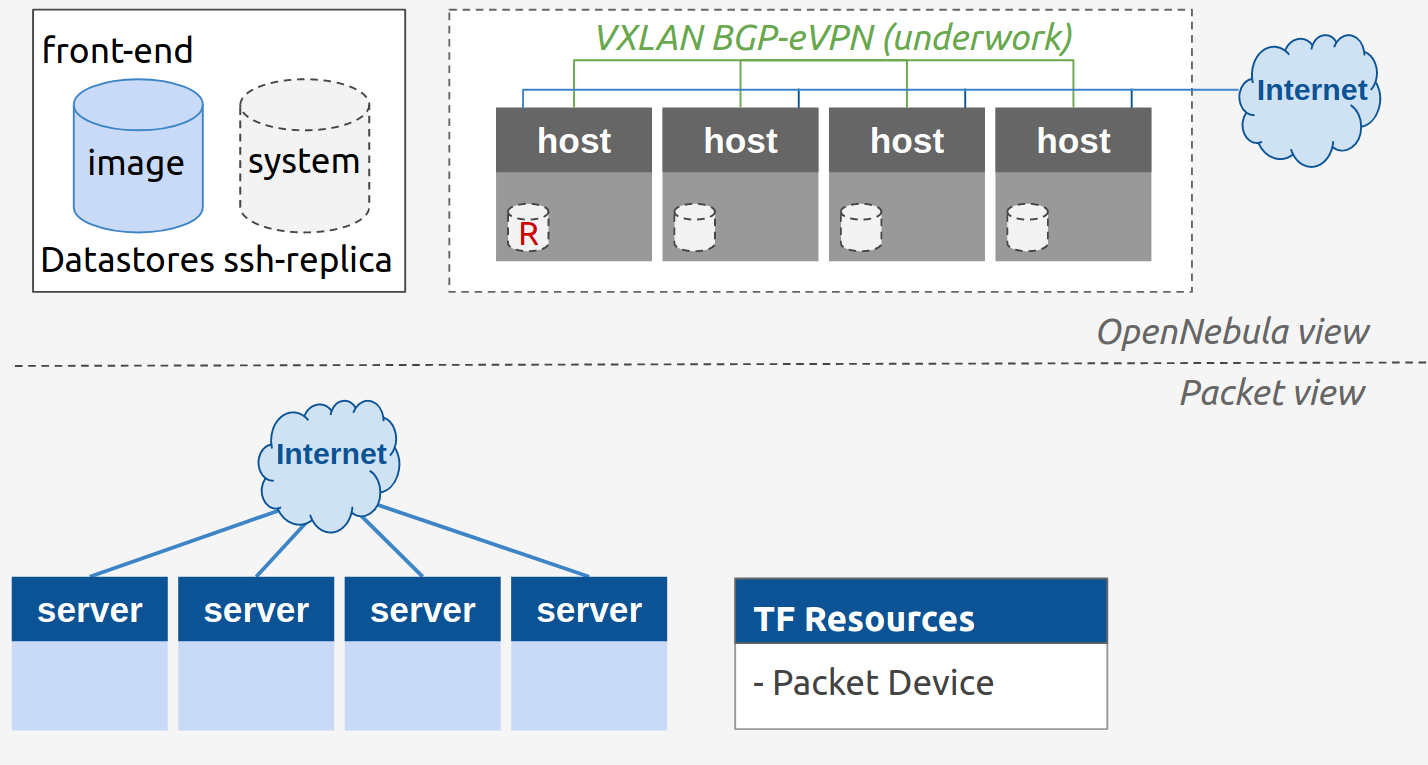 front-end
image
system
Datastores ssh-replica
VXLAN BGP-eVPN (underwork)
Internet
host
host
host
host
R
OpenNebula view
Packet view
Internet
server
server
server
server
TF Resources
- Packet Device